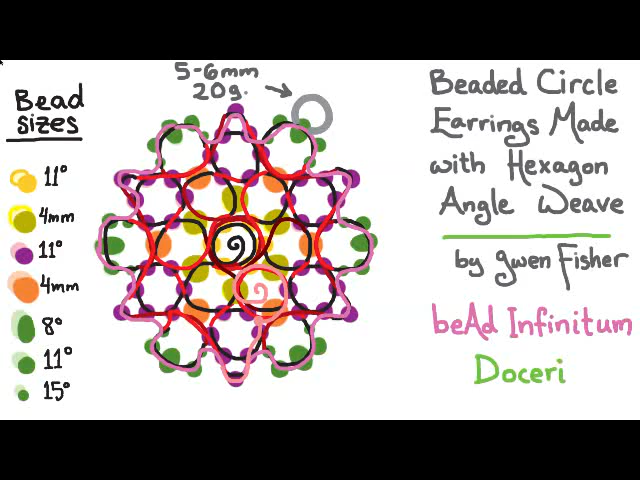 5-6mm
20g.
Bead
sizes
11°
4mm
11°
4mm
8°
11°
15°
Beaded Circle
Earrings Made
with Hexagon
Angle Weave
by gwen Fisher
beAd Infinitum
Doceri